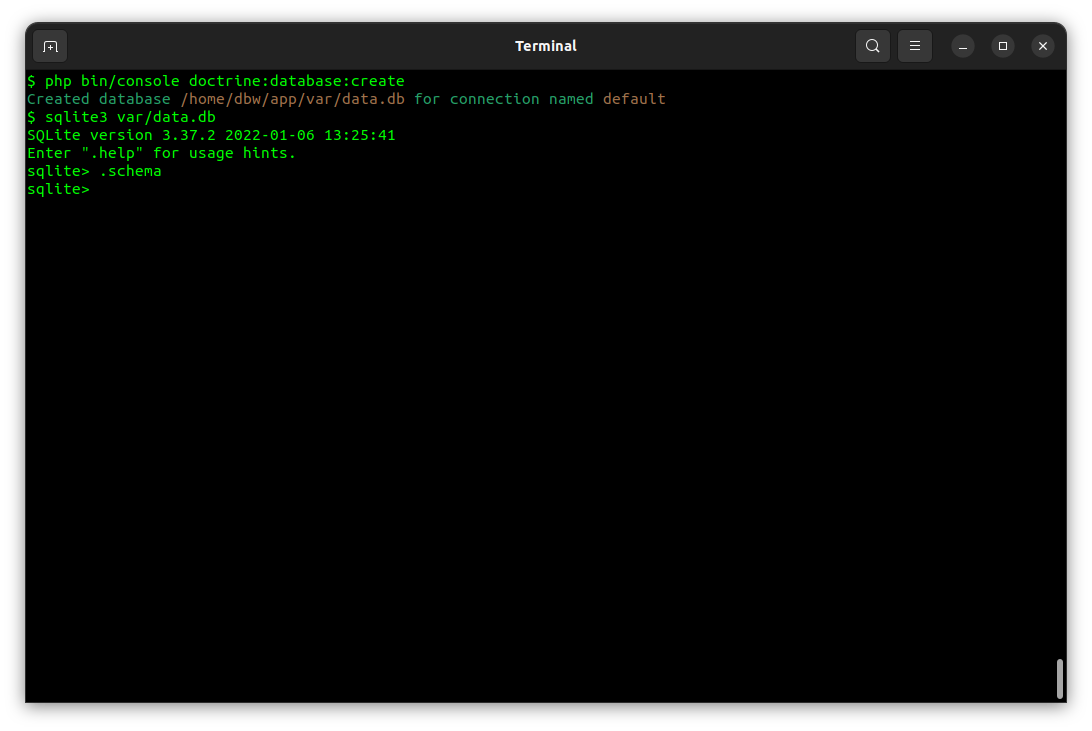 Terminal
$ php bin/console doctrine:database:create
Created database /home/dbw/app/var/data.db for connection named default
$ sqlite3 var/data.db
SQLite version 3.37.2 2022-01-06 13:25:41
Enter ".help" for usage hints.
sqlite> .schema
sqlite>